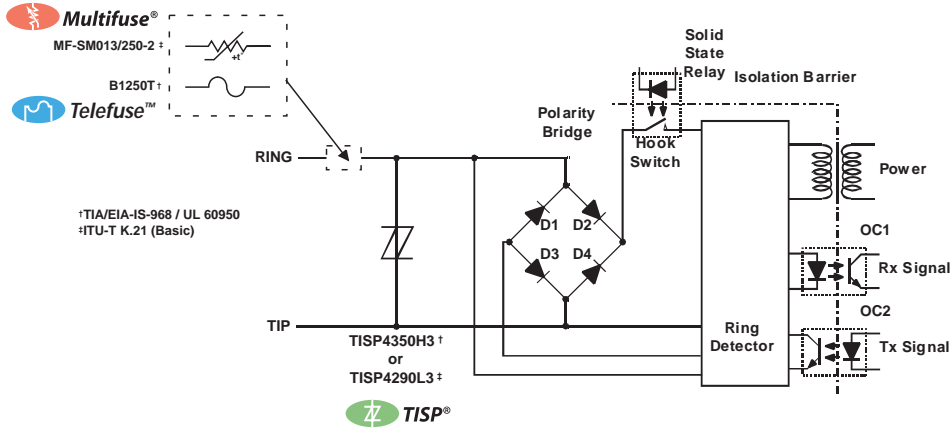 Multifuse®
MF-SM013/250-2 ‡
+t°
B1250T†
Telefuse™
Solid
State
Relay
Isolation Barrier
Polarity
Bridge
Hook
Switch
RING
Power
†TIA/EIA-IS-968 / UL 60950
‡ITU-T K.21 (Basic)
D1
D2
D3
D4
OC1
Rx Signal
OC2
Tx Signal
TIP
Ring
Detector
TISP4350H3 †
or
TISP4290L3 ‡
TISP®